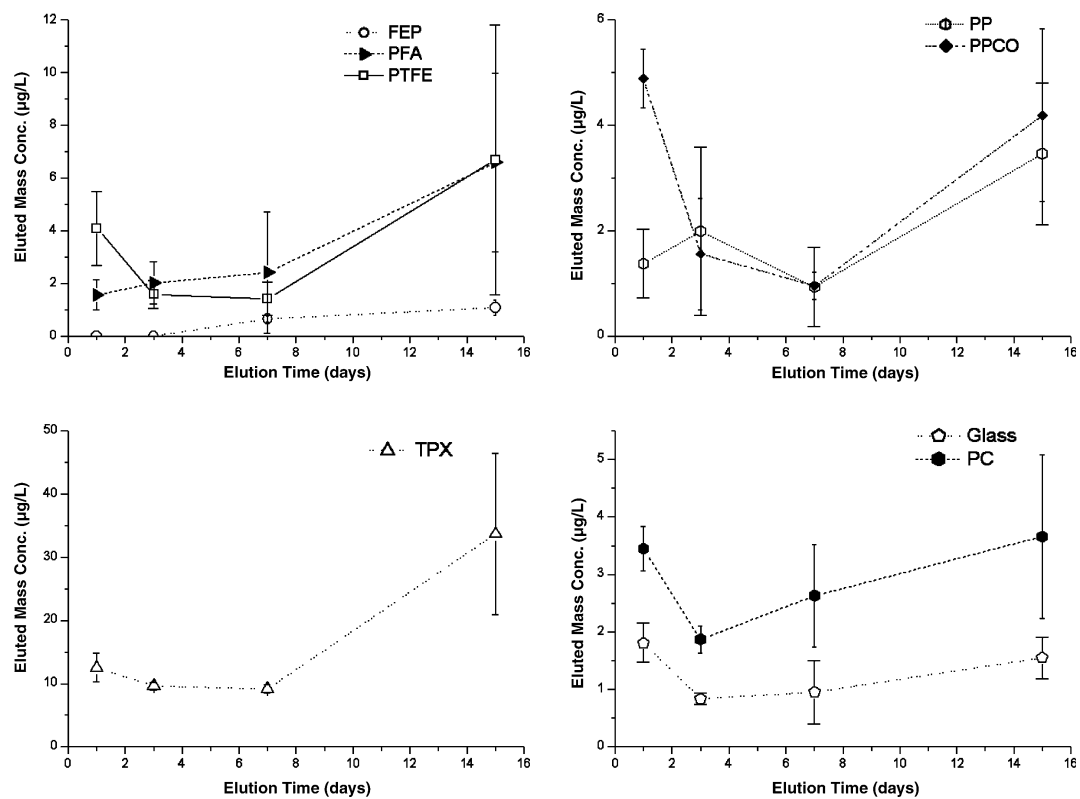 12
10
8
6
4
2
0
Eluted Mass Conc. (µg/L)
FEP
PFA
PTFE
0 2 4 6 8 10 12 14 16
Elution Time (days)
6
4
2
0
Eluted Mass Conc. (µg/L)
PP
PPCO
0 2 4 6 8 10 12 14 16
Elution Time (days)
50
40
30
20
10
0
Eluted Mass Conc. (µg/L)
TPX
0 2 4 6 8 10 12 14 16
Elution Time (days)
5
4
3
2
1
0
Eluted Mass Conc. (µg/L)
Glass
PC
0 2 4 6 8 10 12 14 16
Elution Time (days)